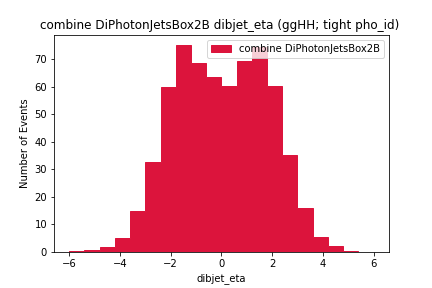 combine DiPhotonJetsBox2B dibjet_eta (ggHH; tight pho_id)
combine DiPhotonJetsBox2B
Number of Events
70
60
50
40
30
20
10
0
−6 −4 −2 0 2 4 6
dibjet_eta